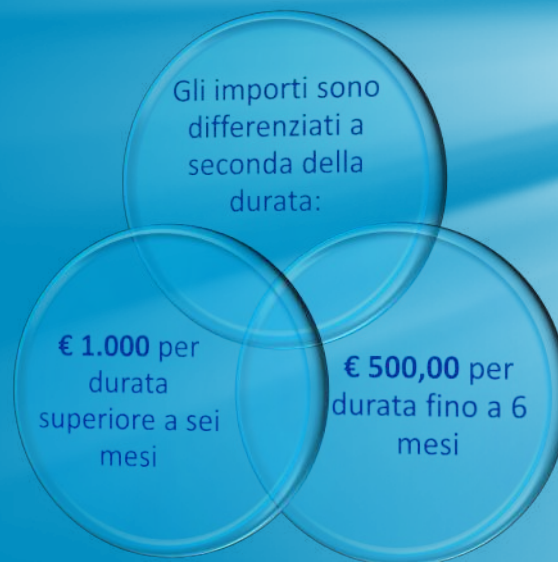 Gli importi sono
differenziati a
seconda della
durata:
€ 1.000 per
durata
superiore a sei
mesi
€ 500,00 per
durata fino a 6
mesi